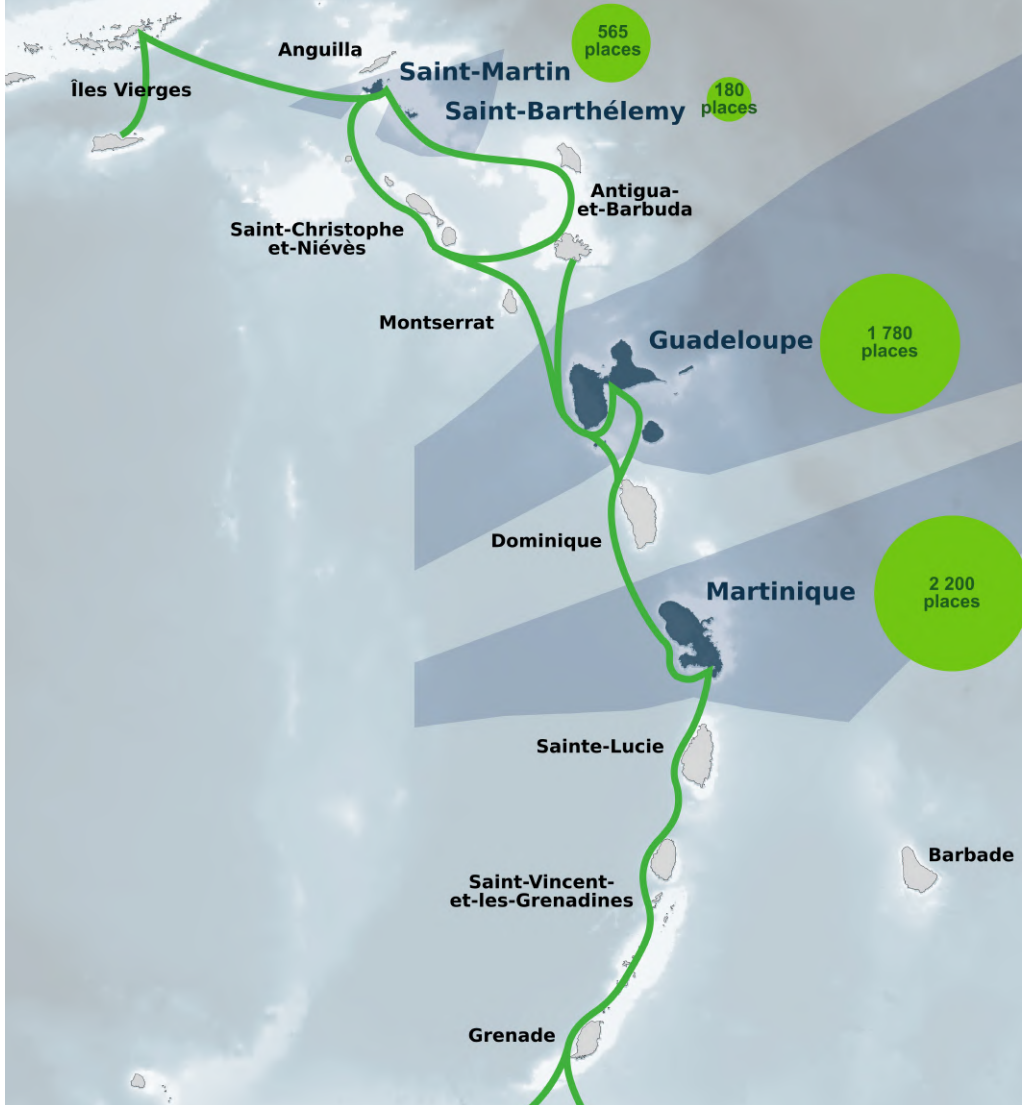 565
places
Anguilla
Saint-Martin
Îles Vierges
180
places
Saint-Barthélemy
Antigua-
et-Barbuda
Saint-Christophe
et-Niévès
Montserrat
Guadeloupe
1 780
places
Dominique
Martinique
2 200
places
Sainte-Lucie
Barbade
Saint-Vincent-
et-les-Grenadines
Grenade